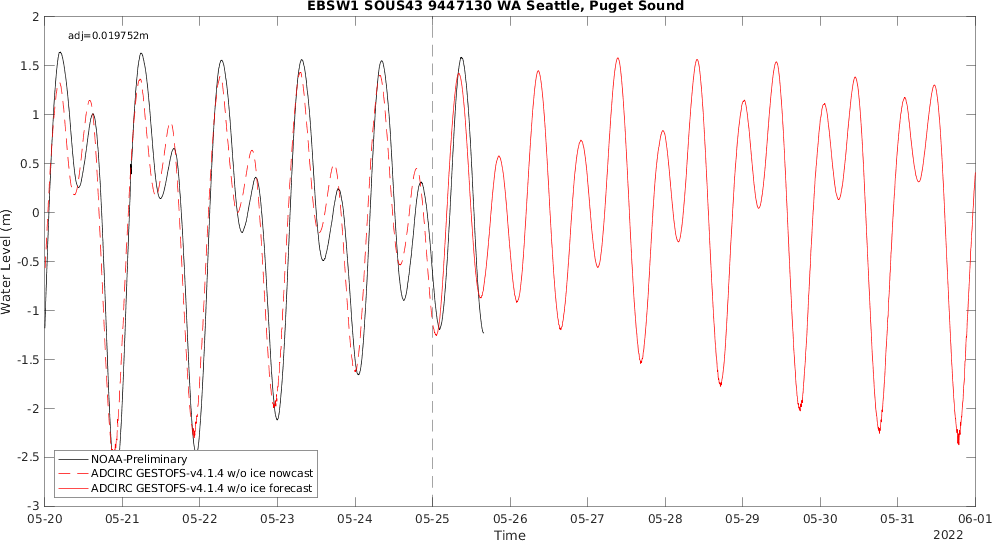 EBSW1 SOUS43 9447130 WA Seattle, Puget Sound
adj=0.019752m
2
1.5
1
0.5
0
-0.5
-1
-1.5
-2
-2.5
-3
Water Level (m)
NOAA-Preliminary
ADCIRC GESTOFS-v4.1.4 w/o ice nowcast
ADCIRC GESTOFS-v4.1.4 w/o ice forecast
05-20 05-21 05-22 05-23 05-24 05-25 05-26 05-27 05-28 05-29 05-30 05-31 06-01
Time
2022